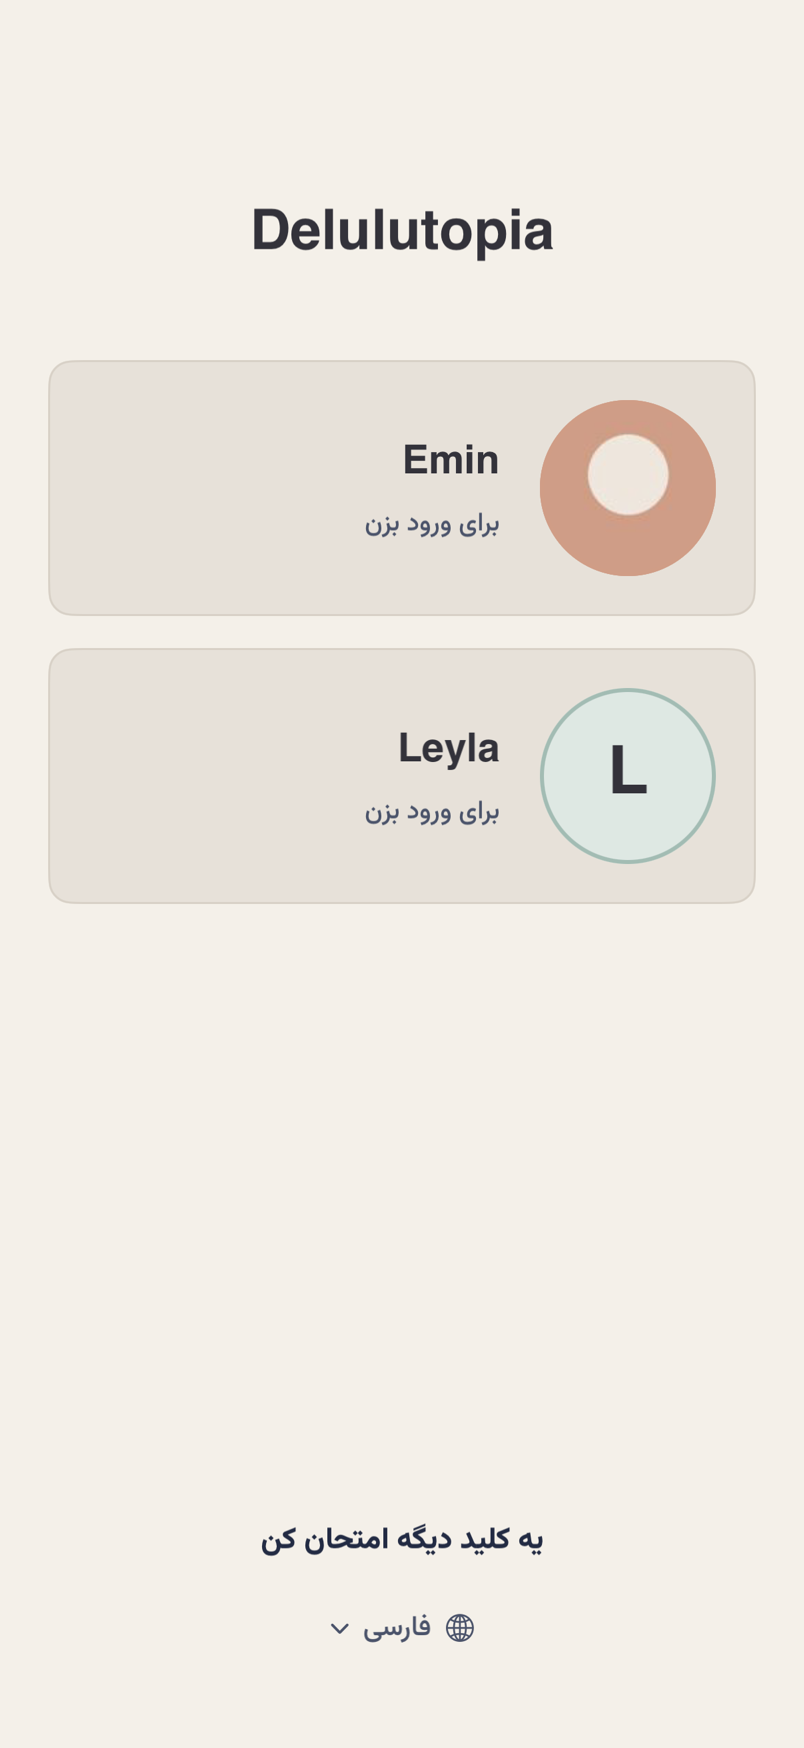 Delulutopia
Emin
برای ورود بزن
L
Leyla
برای ورود بزن
یه کلید دیگه امتحان کن
فارسی